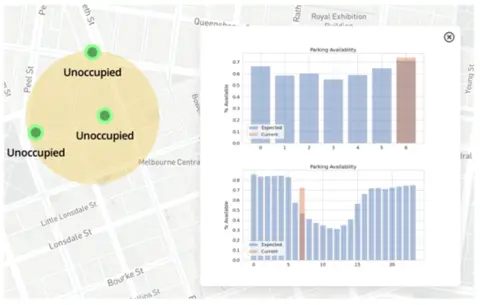 Queensberry
Royal Exhibition
Building
Rath
Peel St
Young St
Unoccupied
Unoccupied
Unoccupied
Melbourne Central
Little Lonsdale St
Lonsdale St
Bourke St
Collins St
Parking Availability
% Available
0.7
0.6
0.5
0.4
0.3
0.2
0.1
0.0
Expected
Current
0 1 2 3 4 5 6
Parking Availability
% Available
0.8
0.7
0.6
0.5
0.4
0.3
0.2
0.1
0.0
Expected
Current
0 5 10 15 20